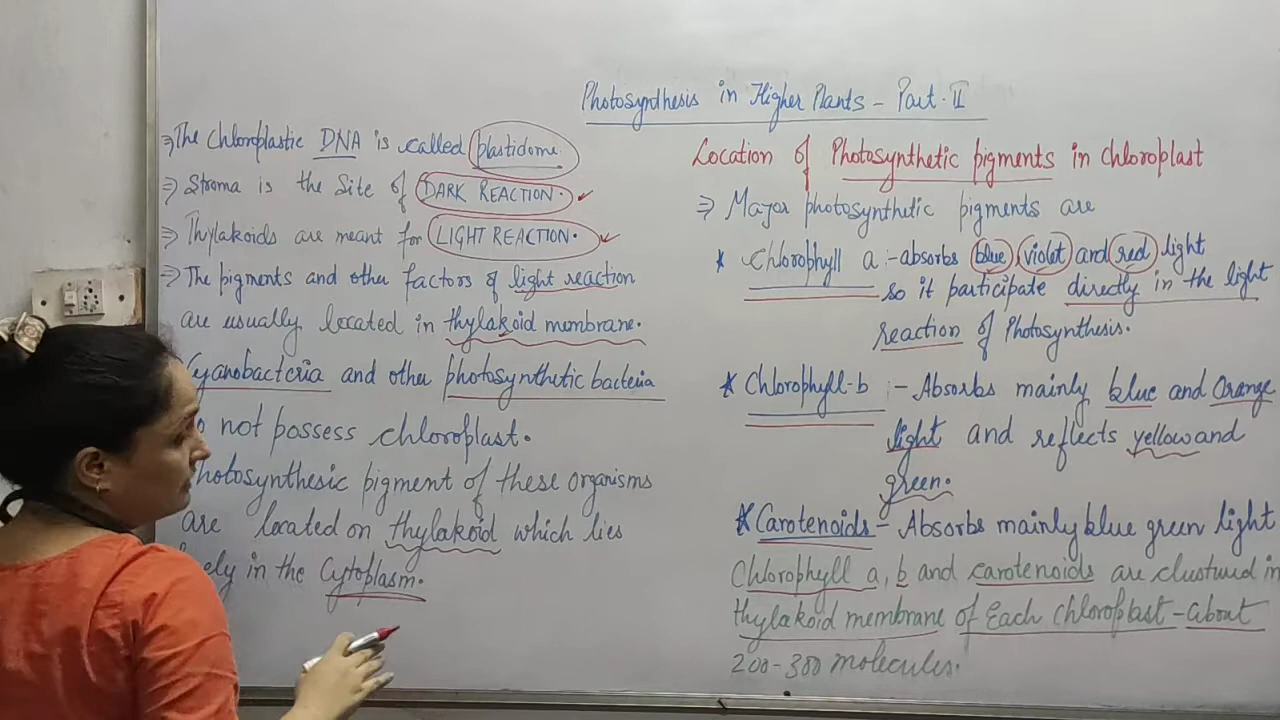 Photosynthesis in Higher Plants - Part. II
⇒ The Chloroplastic DNA is called plastidome.
⇒ Stroma is the Site of DARK REACTION.
⇒ Thylakoids are meant for LIGHT REACTION.
⇒ The pigments and other factors of light reaction
are usually located in thylakoid membrane.
Cyanobacteria and other photosynthetic bacteria
not possess chloroplast.
Photosynthesic pigment of these organisms
are located on thylakoid which lies
in the Cytoplasm.
Location of Photosynthetic pigments in Chloroplast
⇒ Major photosynthetic pigments are
* Chlorophyll a :- absorbs blue, violet and red light
so it participate directly in the light
reaction of Photosynthesis.
* Chlorophyll-b :- Absorbs mainly blue and Orange
light and reflects yellow and
green.
* Carotenoids - Absorbs mainly blue green light
Chlorophyll a, b and carotenoids are in
thylakoid membrane of Each chloroplast - about
200-300 molecules.